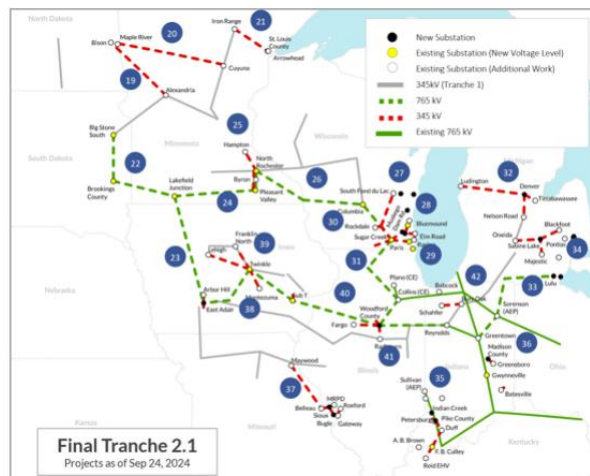 North Dakota
Bison
Maple River
20
Iron Range
21
St. Louis
County
Arrowhead
Cuyuna
19
Alexandria
New Substation
Existing Substation (New Voltage Level)
Existing Substation (Additional Work)
345kV (Tranche 1)
765 kV
345 kV
Existing 765 kV
Big Stone
South
Minnesota
25
Hampton
Wisconsin
South Dakota
22
North
Rochester
Byron
Pleasant
Valley
26
27
Ludington
32
Michigan
Denver
Tittabawassee
Brookings
County
Lakefield
Junction
24
South Fond du Lac
28
Columbia
Bluemound
Nelson Road
30
Rockdale
Sugar Creek
Elm Road
Paris
29
Oneida
Blackfoot
Sabine Lake
Pontiac
34
Majestic
Franklin
North
39
Lehigh
Iowa
31
23
Twinkle
Plano (CE)
Collins (CE)
Babcock
42
33
Lulu
Nebraska
Arbor Hill
Montezuma
Sub T
40
Woodford
County
Schahfer
Sorenson
(AEP)
East Adair
38
Fargo
Reynolds
Greentown
36
41
Madison
County
Greensboro
Ohio
Maywood
Illinois
Indiana
Gwynneville
37
Sullivan
(AEP)
35
Batesville
MRPD
Belleau
Roxford
Sioux
Bugle
Gateway
Indian Creek
Petersburg
Pike County
Duff
Kansas
Missouri
A. B. Brown
F. B. Culley
Kentucky
Reid EHV
Final Tranche 2.1
Projects as of Sep 24, 2024